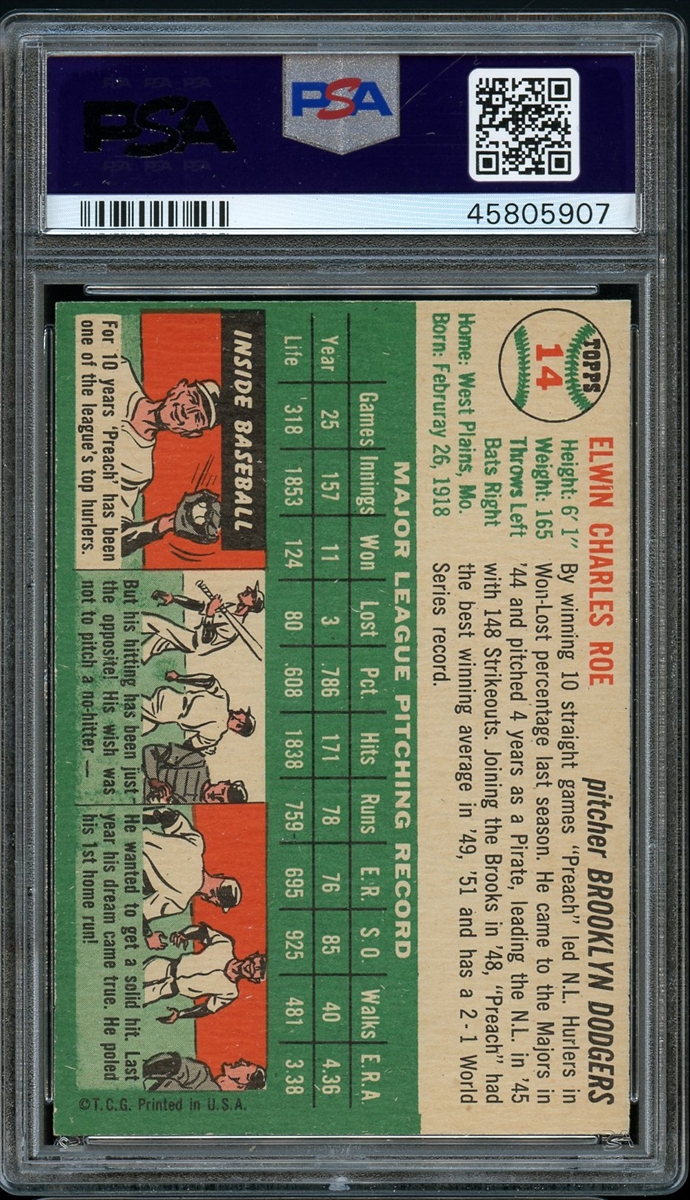 PSA
PSA
45805907
TOPPS
14
ELWIN CHARLES ROE
pitcher BROOKLYN DODGERS
Height: 6' 1"
Weight: 165
Throws Left
Bats Right
Home: West Plains, Mo.
Born: Februray 26, 1918
By winning 10 straight games "Preach" led N.L. Hurlers in
Won-Lost percentage last season. He came to the Majors in
'44 and pitched 4 years as a Pirate, leading the N.L. in '45
with 148 Strikeouts. Joining the Brooks in '48, "Preach" had
the best winning average in '49, '51 and has a 2-1 World
Series record.
MAJOR LEAGUE PITCHING RECORD
Games Innings Won Lost Pct. Hits Runs E.R. S.O. Walks E.R.A
Year 25 157 11 3 .786 171 78 76 85 40 4.36
Life '318 1853 124 80 .608 1838 759 695 925 481 3.38
INSIDE BASEBALL
For 10 years 'Preach' has been
one of the league's top hurlers.
But his hitting has been just
the opposite! His wish was
not to pitch a no-hitter —
He wanted to get a solid hit. Last
year his dream came true. He poled
his 1st home run!
©T.C.G. Printed in U.S.A.